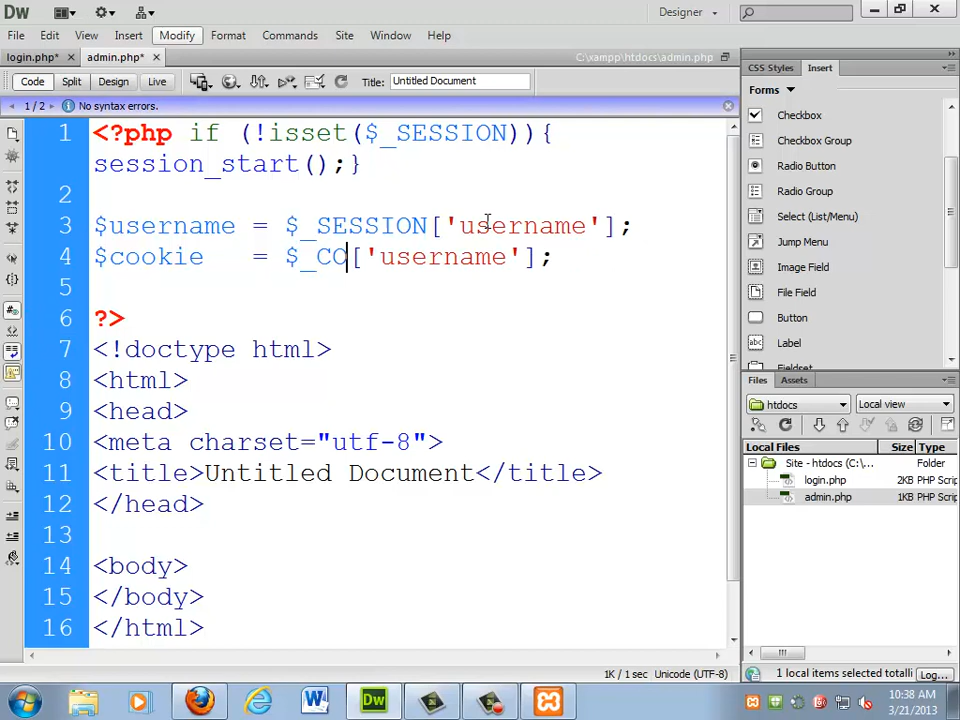 Dw
Designer
File Edit View Insert Modify Format Commands Site Window Help
login.php* × admin.php* × C:\xampp\htdocs\admin.php
Code Split Design Live Title: Untitled Document
1 / 2 No syntax errors.
1 <?php if (!isset($_SESSION)){
session_start();}
2
3 $username = $_SESSION['username'];
4 $cookie = $_CO['username'];
5
6 ?>
7 <!doctype html>
8 <html>
9 <head>
10 <meta charset="utf-8">
11 <title>Untitled Document</title>
12 </head>
13
14 <body>
15 </body>
16 </html>
1K / 1 sec Unicode (UTF-8)
CSS Styles Insert
Forms
Checkbox
Checkbox Group
Radio Button
Radio Group
Select (List/Menu)
Jump Menu
Image Field
File Field
Button
abc Label
Fieldset
Files Assets
htdocs Local view
Local Files Size Type
Site - htdocs (C:\... Folder
login.php 2KB PHP Scrip
admin.php 1KB PHP Scrip
1 local items selected totalli Log...
Dw
10:38 AM
3/21/2013